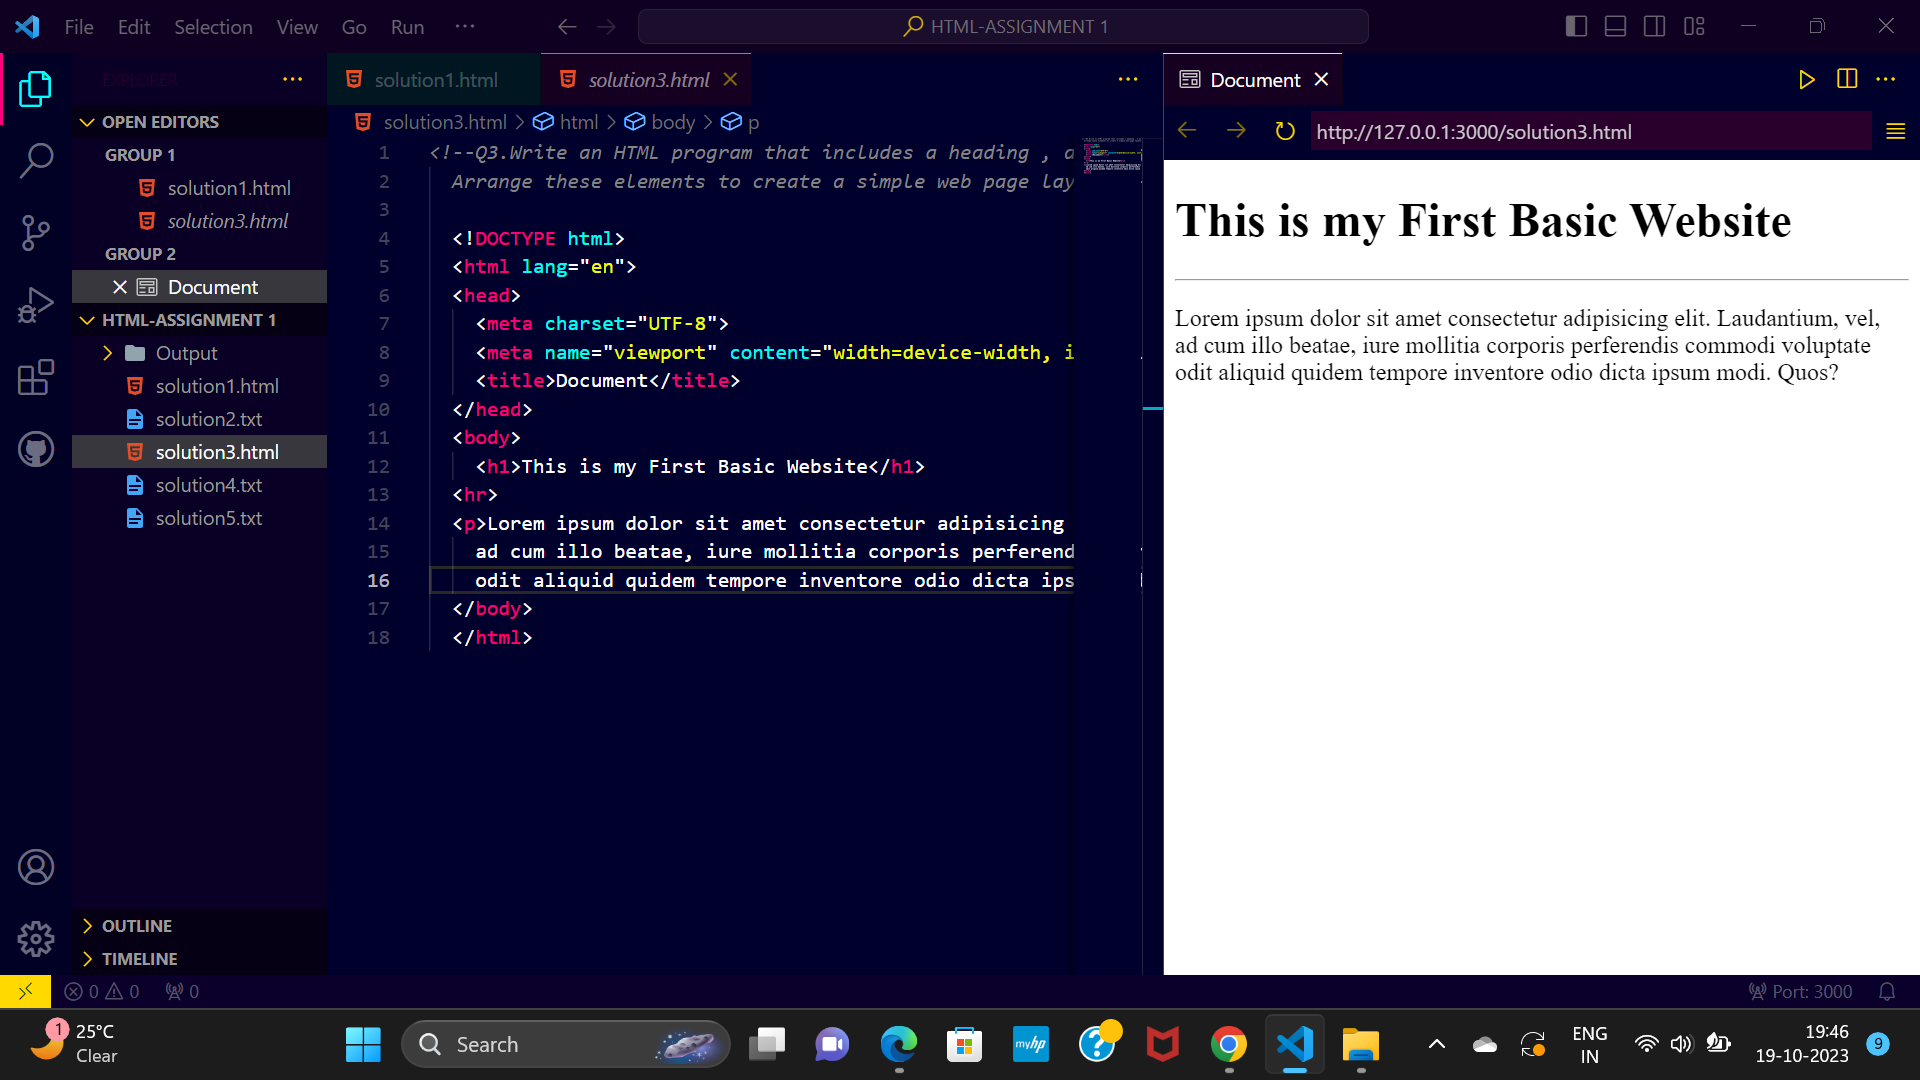 File Edit Selection View Go Run ···
HTML-ASSIGNMENT 1
EXPLORER
OPEN EDITORS
GROUP 1
solution1.html
solution3.html
GROUP 2
Document
HTML-ASSIGNMENT 1
Output
solution1.html
solution2.txt
solution3.html
solution4.txt
solution5.txt
OUTLINE
TIMELINE
solution1.html solution3.html
solution3.html > html > body > p
1 <!--Q3.Write an HTML program that includes a heading , a
2 Arrange these elements to create a simple web page lay
3
4 <!DOCTYPE html>
5 <html lang="en">
6 <head>
7 <meta charset="UTF-8">
8 <meta name="viewport" content="width=device-width, i
9 <title>Document</title>
10 </head>
11 <body>
12 <h1>This is my First Basic Website</h1>
13 <hr>
14 <p>Lorem ipsum dolor sit amet consectetur adipisicing
15 ad cum illo beatae, iure mollitia corporis perferend
16 odit aliquid quidem tempore inventore odio dicta ips
17 </body>
18 </html>
Document
http://127.0.0.1:3000/solution3.html
This is my First Basic Website
Lorem ipsum dolor sit amet consectetur adipisicing elit. Laudantium, vel,
ad cum illo beatae, iure mollitia corporis perferendis commodi voluptate
odit aliquid quidem tempore inventore odio dicta ipsum modi. Quos?
0 0 0
Port: 3000
1
25°C
Clear
Search
myhp
ENG
IN
19:46
19-10-2023
9